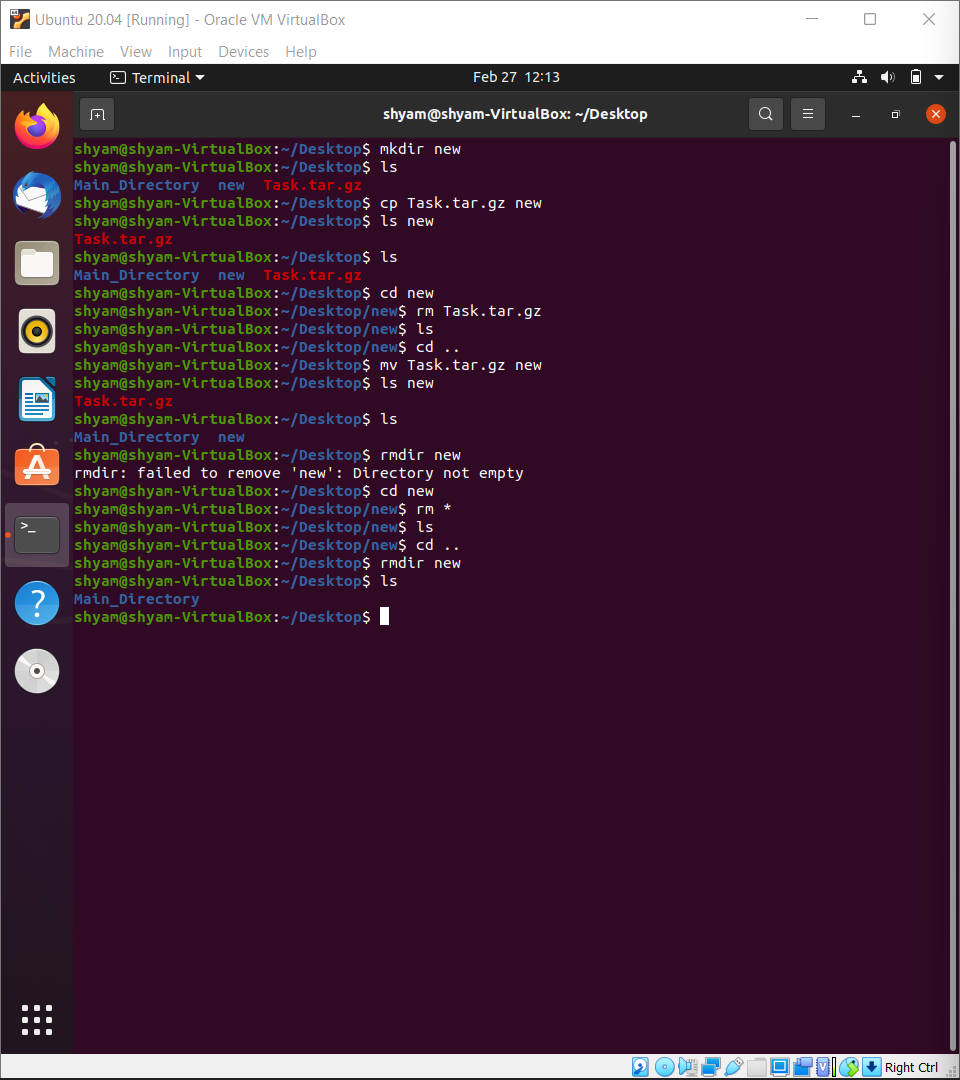 Ubuntu 20.04 [Running] - Oracle VM VirtualBox
File Machine View Input Devices Help
Activities Terminal Feb 27 12:13
shyam@shyam-VirtualBox: ~/Desktop
shyam@shyam-VirtualBox:~/Desktop$ mkdir new
shyam@shyam-VirtualBox:~/Desktop$ ls
Main_Directory new Task.tar.gz
shyam@shyam-VirtualBox:~/Desktop$ cp Task.tar.gz new
shyam@shyam-VirtualBox:~/Desktop$ ls new
Task.tar.gz
shyam@shyam-VirtualBox:~/Desktop$ ls
Main_Directory new Task.tar.gz
shyam@shyam-VirtualBox:~/Desktop$ cd new
shyam@shyam-VirtualBox:~/Desktop/new$ rm Task.tar.gz
shyam@shyam-VirtualBox:~/Desktop/new$ ls
shyam@shyam-VirtualBox:~/Desktop/new$ cd ..
shyam@shyam-VirtualBox:~/Desktop$ mv Task.tar.gz new
shyam@shyam-VirtualBox:~/Desktop$ ls new
Task.tar.gz
shyam@shyam-VirtualBox:~/Desktop$ ls
Main_Directory new
shyam@shyam-VirtualBox:~/Desktop$ rmdir new
rmdir: failed to remove 'new': Directory not empty
shyam@shyam-VirtualBox:~/Desktop$ cd new
shyam@shyam-VirtualBox:~/Desktop/new$ rm *
shyam@shyam-VirtualBox:~/Desktop/new$ ls
shyam@shyam-VirtualBox:~/Desktop/new$ cd ..
shyam@shyam-VirtualBox:~/Desktop$ rmdir new
shyam@shyam-VirtualBox:~/Desktop$ ls
Main_Directory
shyam@shyam-VirtualBox:~/Desktop$
Right Ctrl